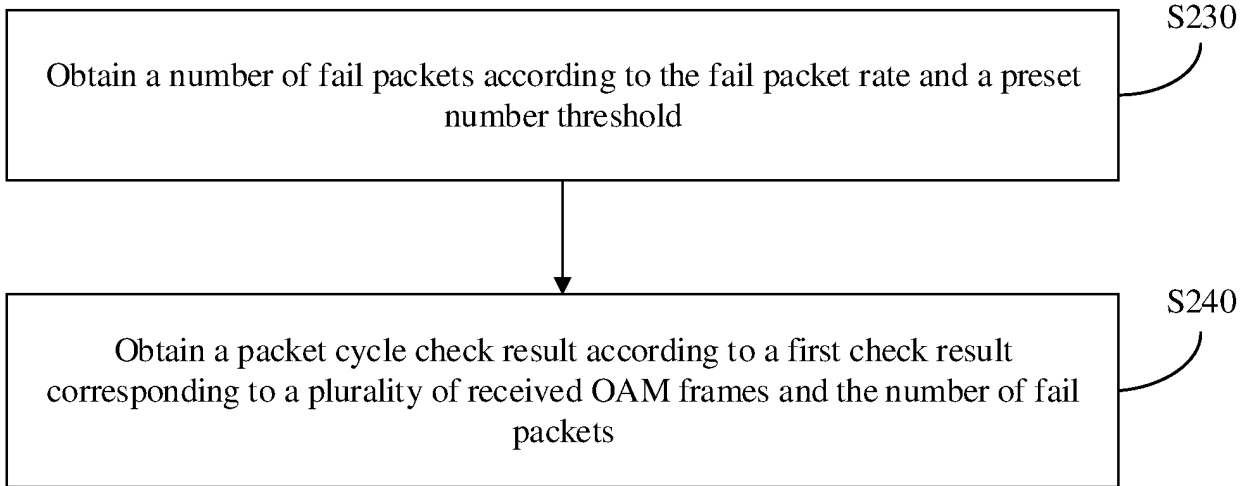 S230
Obtain a number of fail packets according to the fail packet rate and a preset
number threshold
S240
Obtain a packet cycle check result according to a first check result
corresponding to a plurality of received OAM frames and the number of fail
packets